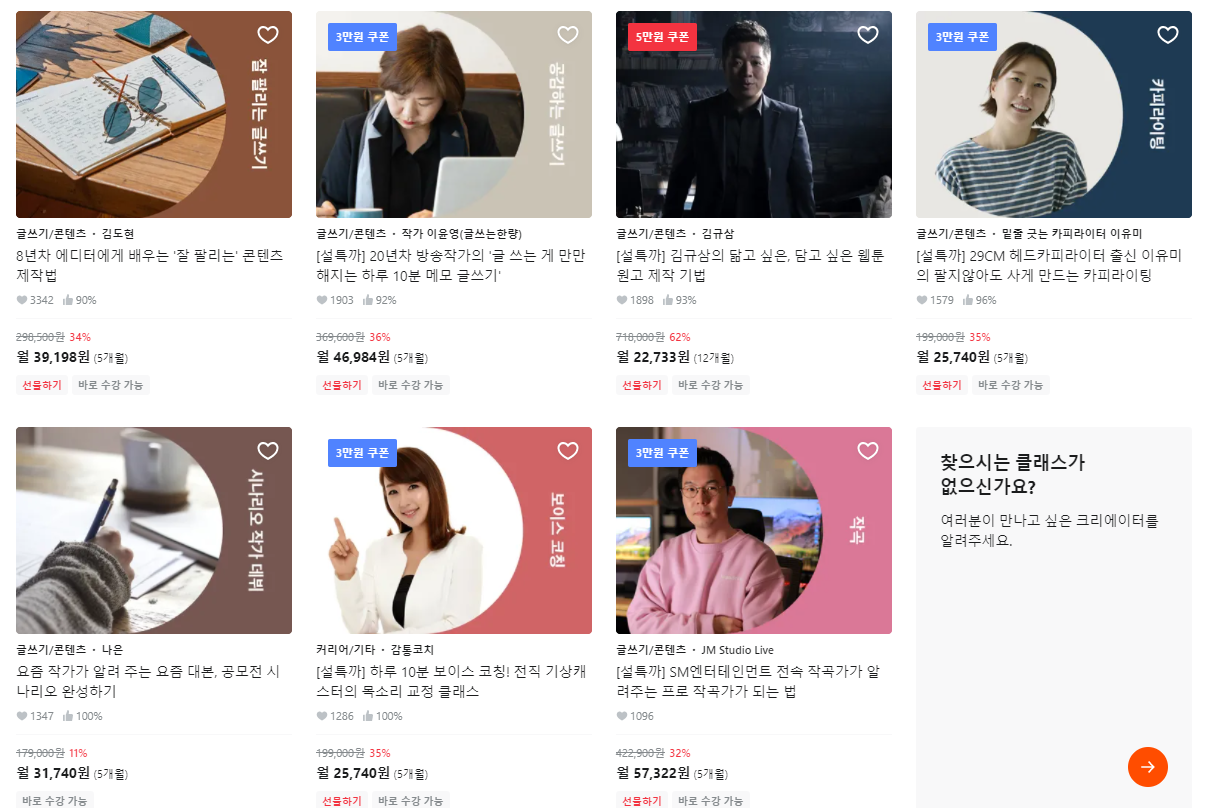 잘 팔리는 글쓰기
글쓰기/콘텐츠 · 김도현
8년차 에디터에게 배우는 '잘 팔리는' 콘텐츠
제작법
3342 90%
298,500원 34%
월 39,198원 (5개월)
선물하기 바로 수강 가능
3만원 쿠폰
공감하는 글쓰기
글쓰기/콘텐츠 · 작가 이윤영(글쓰는한량)
[설특까] 20년차 방송작가의 '글 쓰는 게 만만
해지는 하루 10분 메모 글쓰기'
1903 92%
369,600원 36%
월 46,984원 (5개월)
선물하기 바로 수강 가능
5만원 쿠폰
글쓰기/콘텐츠 · 김규삼
[설특까] 김규삼의 닮고 싶은, 담고 싶은 웹툰
원고 제작 기법
1898 93%
718,000원 62%
월 22,733원 (12개월)
선물하기 바로 수강 가능
3만원 쿠폰
카피라이팅
글쓰기/콘텐츠 · 밑줄 긋는 카피라이터 이유미
[설특까] 29CM 헤드카피라이터 출신 이유미
의 팔지않아도 사게 만드는 카피라이팅
1579 96%
199,000원 35%
월 25,740원 (5개월)
선물하기 바로 수강 가능
시나리오 작가 데뷔
글쓰기/콘텐츠 · 나은
요즘 작가가 알려 주는 요즘 대본, 공모전 시
나리오 완성하기
1347 100%
179,000원 11%
월 31,740원 (5개월)
바로 수강 가능
3만원 쿠폰
보이스 코칭
커리어/기타 · 감통코치
[설특까] 하루 10분 보이스 코칭! 전직 기상캐
스터의 목소리 교정 클래스
1286 100%
199,000원 35%
월 25,740원 (5개월)
선물하기 바로 수강 가능
3만원 쿠폰
작곡
글쓰기/콘텐츠 · JM Studio Live
[설특까] SM엔터테인먼트 전속 작곡가가 알
려주는 프로 작곡가가 되는 법
1096
422,900원 32%
월 57,322원 (5개월)
선물하기 바로 수강 가능
찾으시는 클래스가
없으신가요?
여러분이 만나고 싶은 크리에이터를
알려주세요.